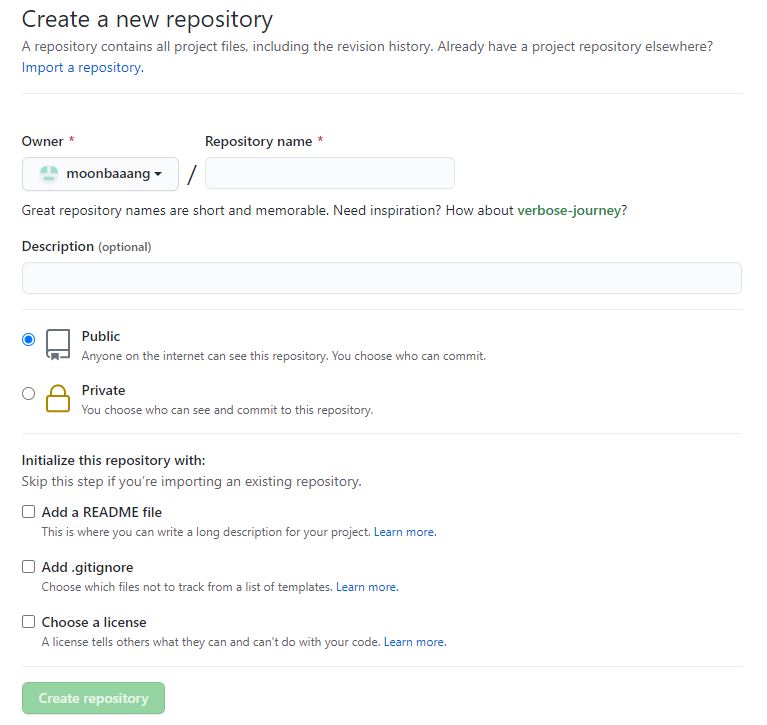 Create a new repository
A repository contains all project files, including the revision history. Already have a project repository elsewhere?
Import a repository.
Owner * Repository name *
moonbaaang /
Great repository names are short and memorable. Need inspiration? How about verbose-journey?
Description (optional)
Public
Anyone on the internet can see this repository. You choose who can commit.
Private
You choose who can see and commit to this repository.
Initialize this repository with:
Skip this step if you're importing an existing repository.
Add a README file
This is where you can write a long description for your project. Learn more.
Add .gitignore
Choose which files not to track from a list of templates. Learn more.
Choose a license
A license tells others what they can and can't do with your code. Learn more.
Create repository